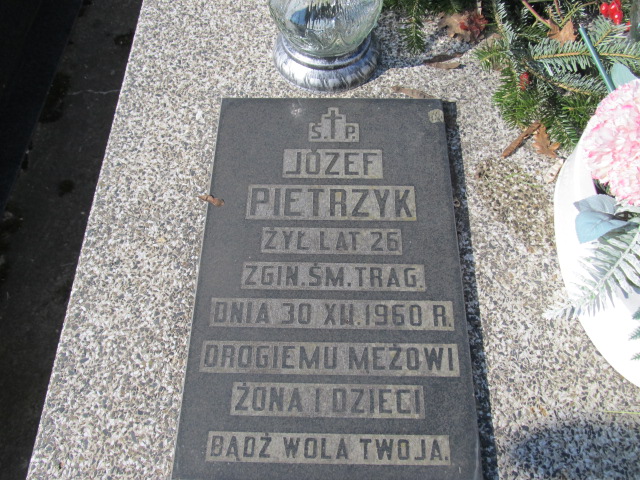 Ś.†P.
JÓZEF
PIETRZYK
ŻYŁ LAT 26
ZGIN. ŚM. TRAG.
DNIA 30 XII. 1960 R.
DROGIEMU MĘŻOWI
ŻONA I DZIECI
BĄDŹ WOLA TWOJA.